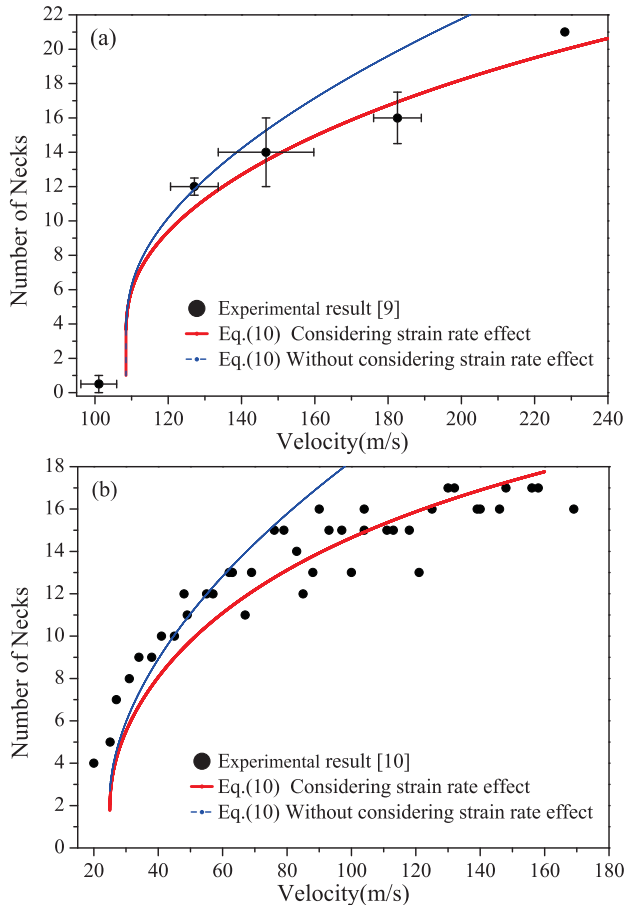 (a)
22
20
18
16
14
12
10
8
6
4
2
0
Number of Necks
Experimental result [9]
Eq.(10) Considering strain rate effect
Eq.(10) Without considering strain rate effect
100 120 140 160 180 200 220 240
Velocity(m/s)
(b)
18
16
14
12
10
8
6
4
2
0
Number of Necks
Experimental result [10]
Eq.(10) Considering strain rate effect
Eq.(10) Without considering strain rate effect
20 40 60 80 100 120 140 160 180
Velocity(m/s)